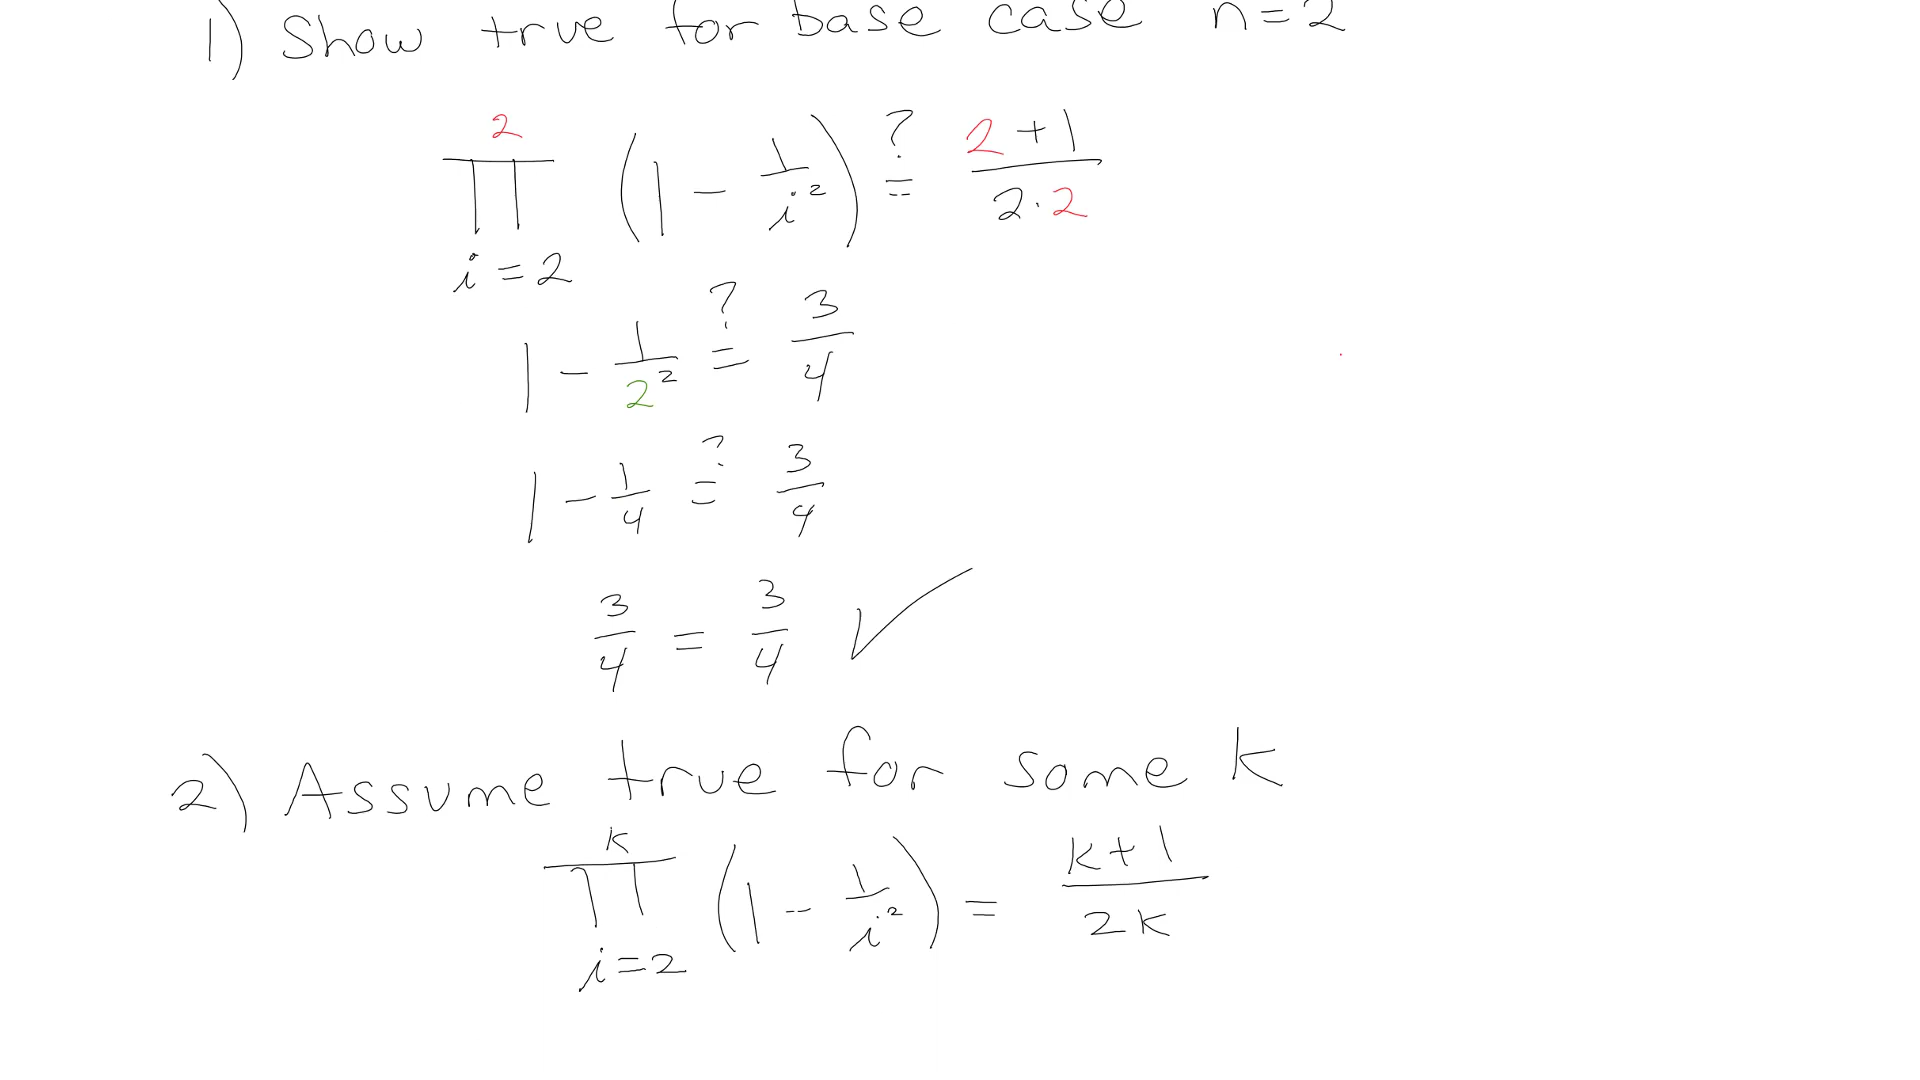 1) Show true for base case n=2
2
∏ (1 - 1/i²) ?= (2+1)/(2·2)
i=2
1 - 1/2² ?= 3/4
1 - 1/4 ?= 3/4
3/4 = 3/4 ✓
2) Assume true for some k
k
∏ (1 - 1/i²) = (k+1)/(2k)
i=2